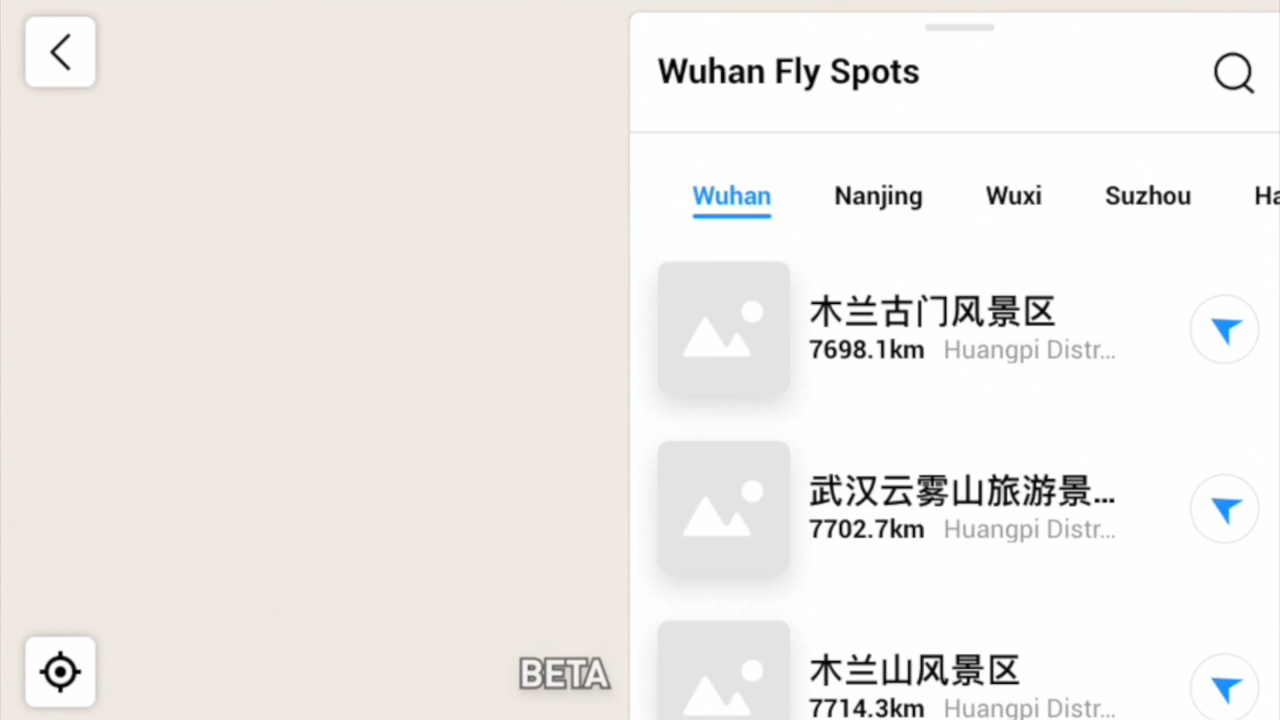 Wuhan Fly Spots
Wuhan Nanjing Wuxi Suzhou Ha
木兰古门风景区
7698.1km Huangpi Distr...
武汉云雾山旅游景...
7702.7km Huangpi Distr...
木兰山风景区
7714.3km Huangpi Distr...
BETA